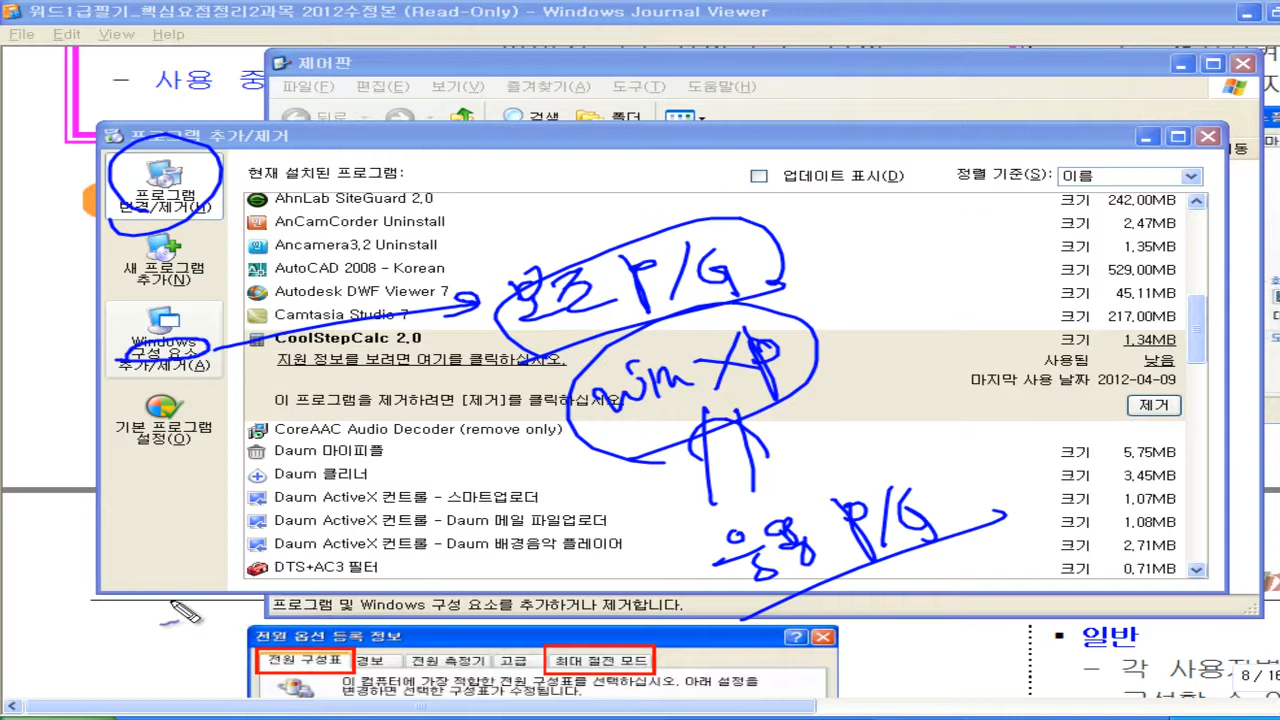 워드1급필기_핵심요점정리2과목 2012수정본 (Read-Only) - Windows Journal Viewer
File Edit View Help
- 사용 중
제어판
파일(F) 편집(E) 보기(V) 즐겨찾기(A) 도구(T) 도움말(H)
뒤로 검색 폴더
프로그램 추가/제거
프로그램
변경/제거(H)
새 프로그램
추가(N)
Windows
구성 요소
추가/제거(A)
기본 프로그램
설정(O)
현재 설치된 프로그램:
업데이트 표시(D)
정렬 기준(S): 이름
AhnLab SiteGuard 2.0 크기 242.00MB
AnCamCorder Uninstall 크기 2.47MB
Ancamera3.2 Uninstall 크기 1.35MB
AutoCAD 2008 - Korean 크기 529.00MB
Autodesk DWF Viewer 7 크기 45.11MB
Camtasia Studio 7 크기 217.00MB
CoolStepCalc 2.0 크기 1.34MB
지원 정보를 보려면 여기를 클릭하십시오. 사용됨 낮음
마지막 사용 날짜 2012-04-09
이 프로그램을 제거하려면 [제거]를 클릭하십시오. 제거
CoreAAC Audio Decoder (remove only)
Daum 마이피플 크기 5.75MB
Daum 클리너 크기 3.45MB
Daum ActiveX 컨트롤 - 스마트업로더 크기 1.07MB
Daum ActiveX 컨트롤 - Daum 메일 파일업로더 크기 1.08MB
Daum ActiveX 컨트롤 - Daum 배경음악 플레이어 크기 2.71MB
DTS+AC3 필터 크기 0.71MB
보조 P/G
win XP
응용 P/G
프로그램 및 Windows 구성 요소를 추가하거나 제거합니다.
전원 옵션 등록 정보
전원 구성표 경보 전원 측정기 고급 최대 절전 모드
이 컴퓨터에 가장 적합한 전원 구성표를 선택하십시오. 아래 설정을
변경하면 선택한 구성표가 수정됩니다.
▪ 일반
- 각
8 / 16